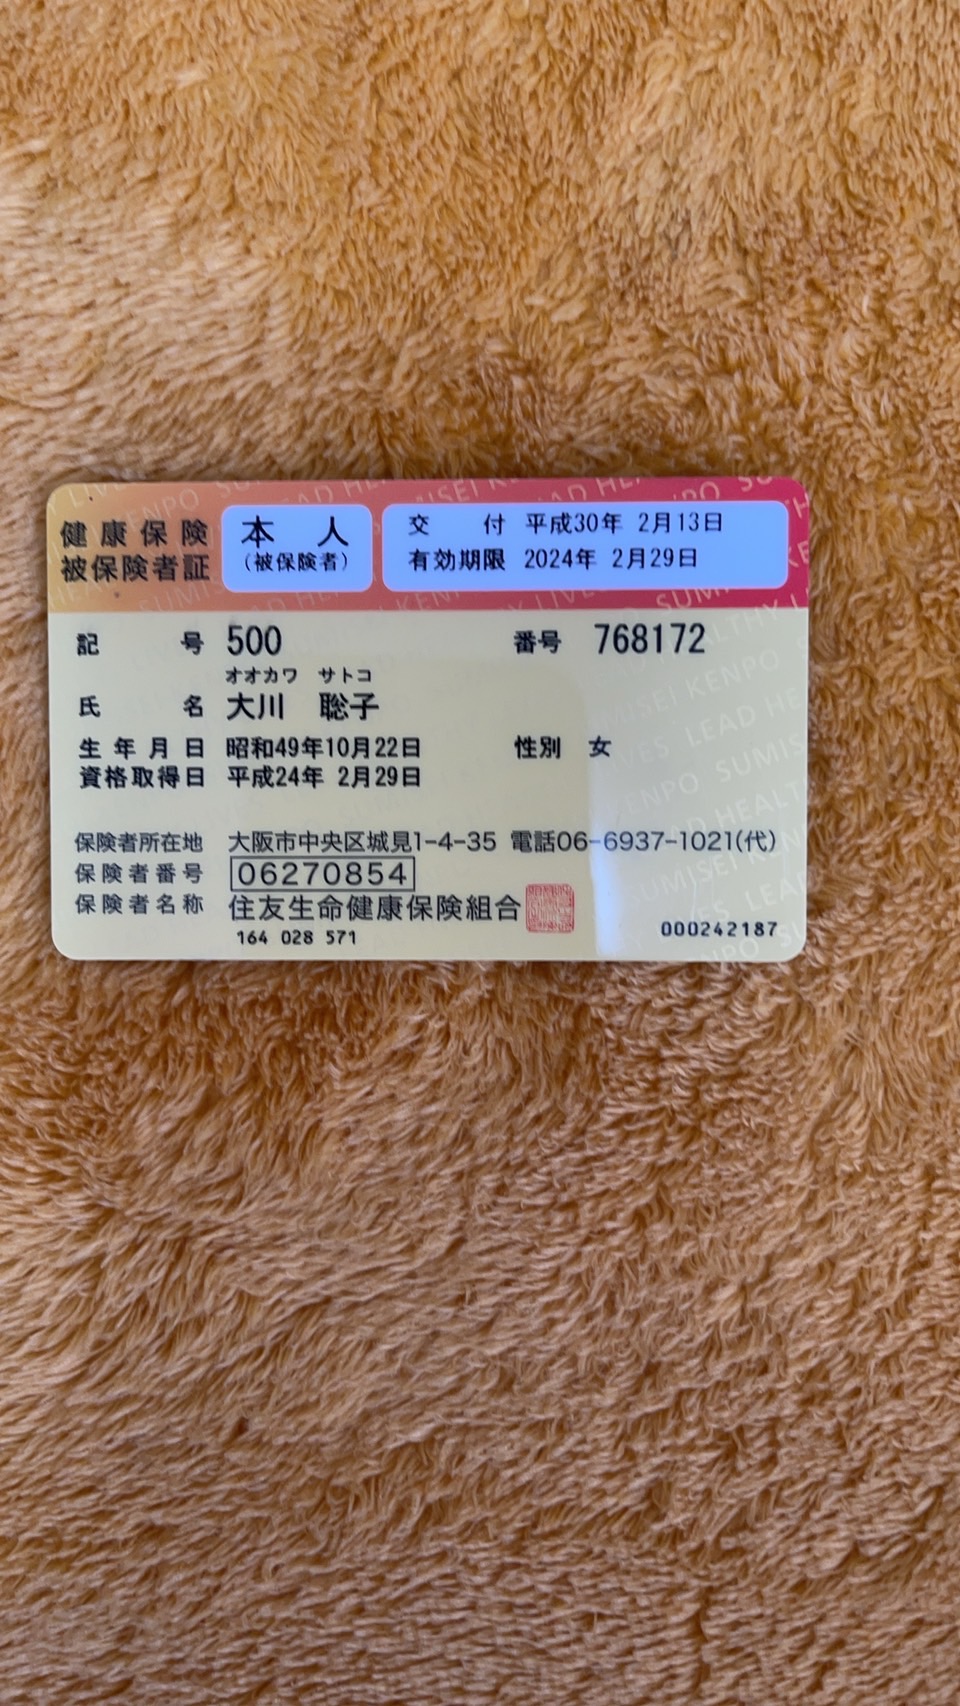 健康保険
被保険者証
本人
(被保険者)
交付 平成30年 2月13日
有効期限 2024年 2月29日
記号 500 番号 768172
オオカワ サトコ
氏名 大川 聡子
生年月日 昭和49年10月22日 性別 女
資格取得日 平成24年 2月29日
保険者所在地 大阪市中央区城見1-4-35 電話06-6937-1021(代)
保険者番号 06270854
保険者名称 住友生命健康保険組合
164 028 571
000242187